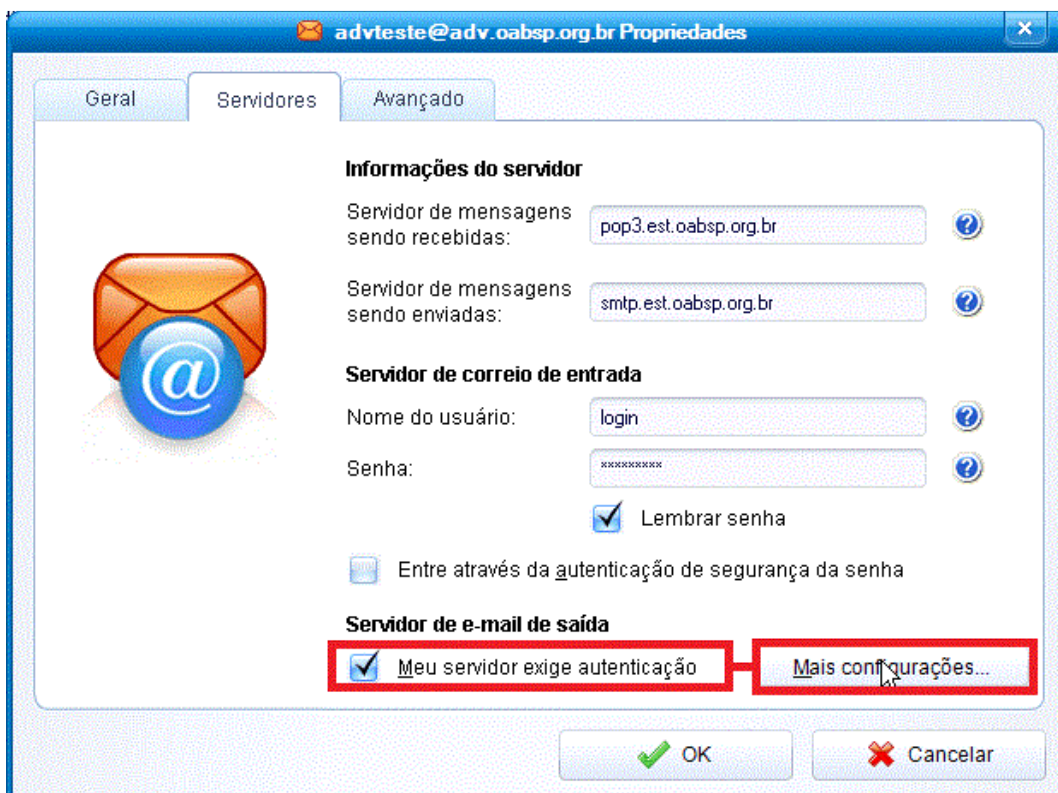 advteste@adv.oabsp.org.br Propriedades
Geral
Servidores
Avançado
Informações do servidor
Servidor de mensagens
sendo recebidas:
pop3.est.oabsp.org.br
Servidor de mensagens
sendo enviadas:
smtp.est.oabsp.org.br
Servidor de correio de entrada
Nome do usuário:
login
Senha:
*********
Lembrar senha
Entre através da autenticação de segurança da senha
Servidor de e-mail de saída
Meu servidor exige autenticação
Mais configurações...
OK
Cancelar